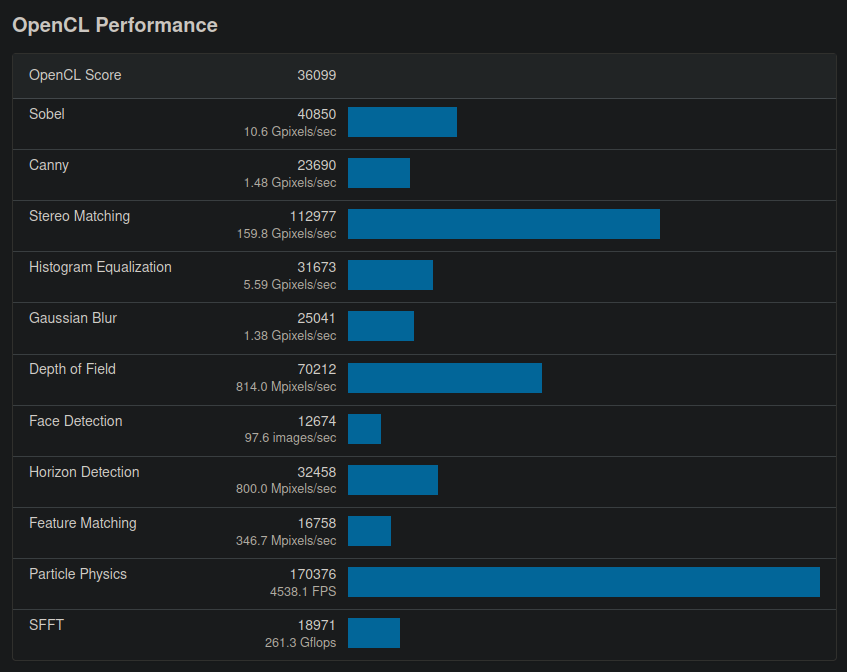 OpenCL Performance
OpenCL Score 36099
Sobel 40850
10.6 Gpixels/sec
Canny 23690
1.48 Gpixels/sec
Stereo Matching 112977
159.8 Gpixels/sec
Histogram Equalization 31673
5.59 Gpixels/sec
Gaussian Blur 25041
1.38 Gpixels/sec
Depth of Field 70212
814.0 Mpixels/sec
Face Detection 12674
97.6 images/sec
Horizon Detection 32458
800.0 Mpixels/sec
Feature Matching 16758
346.7 Mpixels/sec
Particle Physics 170376
4538.1 FPS
SFFT 18971
261.3 Gflops